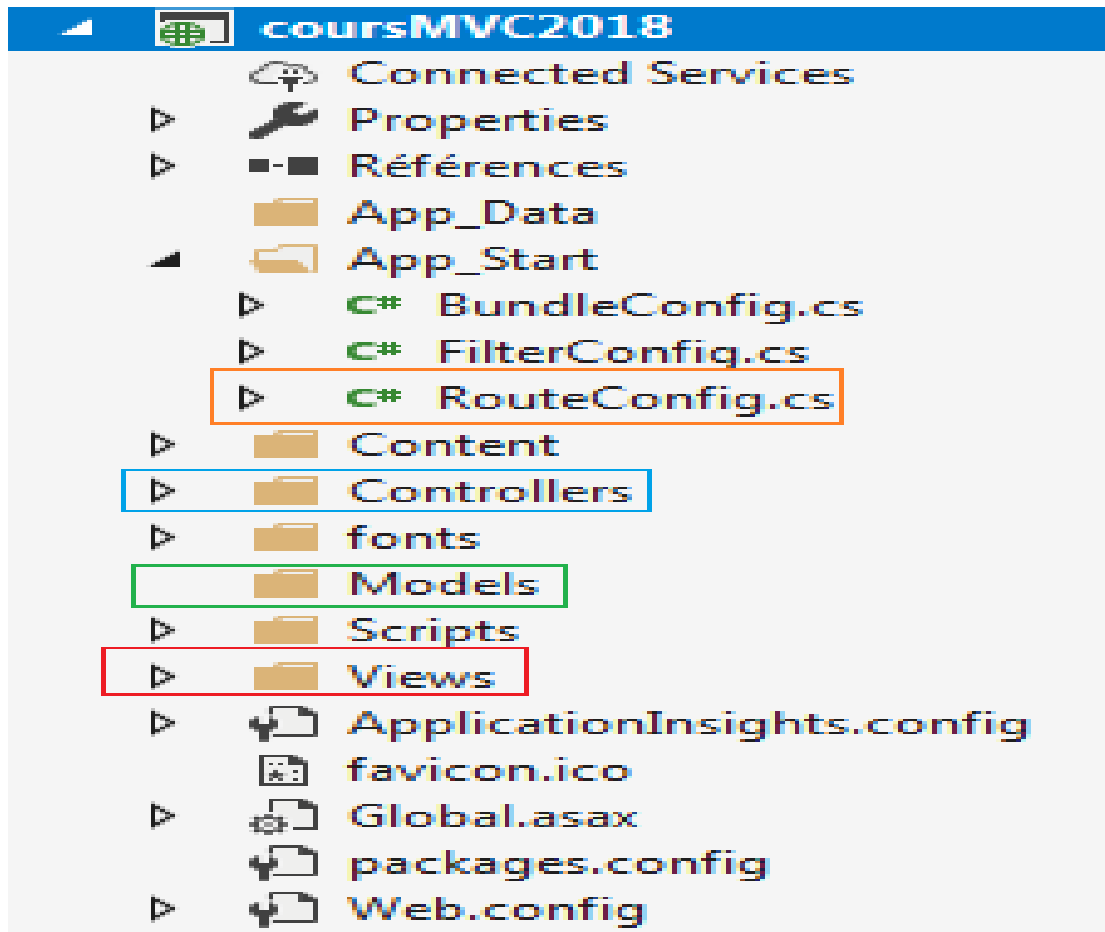 coursMVC2018
Connected Services
Properties
Références
App_Data
App_Start
C# BundleConfig.cs
C# FilterConfig.cs
C# RouteConfig.cs
Content
Controllers
fonts
Models
Scripts
Views
ApplicationInsights.config
favicon.ico
Global.asax
packages.config
Web.config